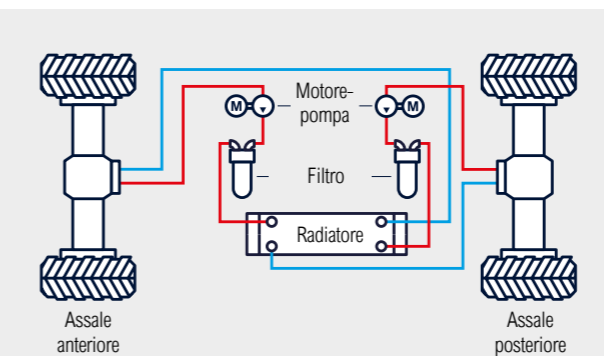 Motore-
pompa
M
M
Filtro
Radiatore
Assale
anteriore
Assale
posteriore